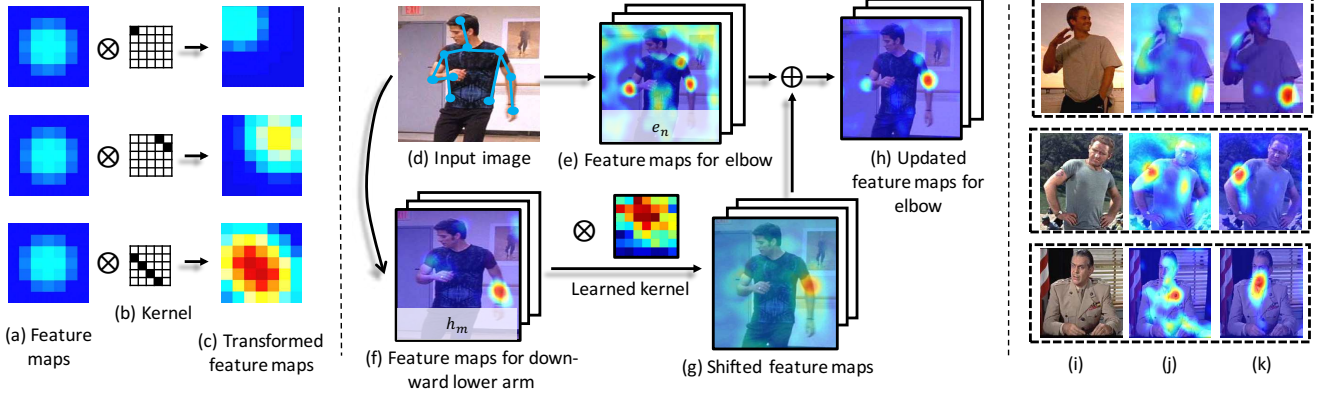 (a) Feature
maps
(b) Kernel
(c) Transformed
feature maps
(d) Input image
e_n
(e) Feature maps for elbow
(h) Updated
feature maps for
elbow
h_m
(f) Feature maps for down-
ward lower arm
Learned kernel
(g) Shifted feature maps
(i)
(j)
(k)